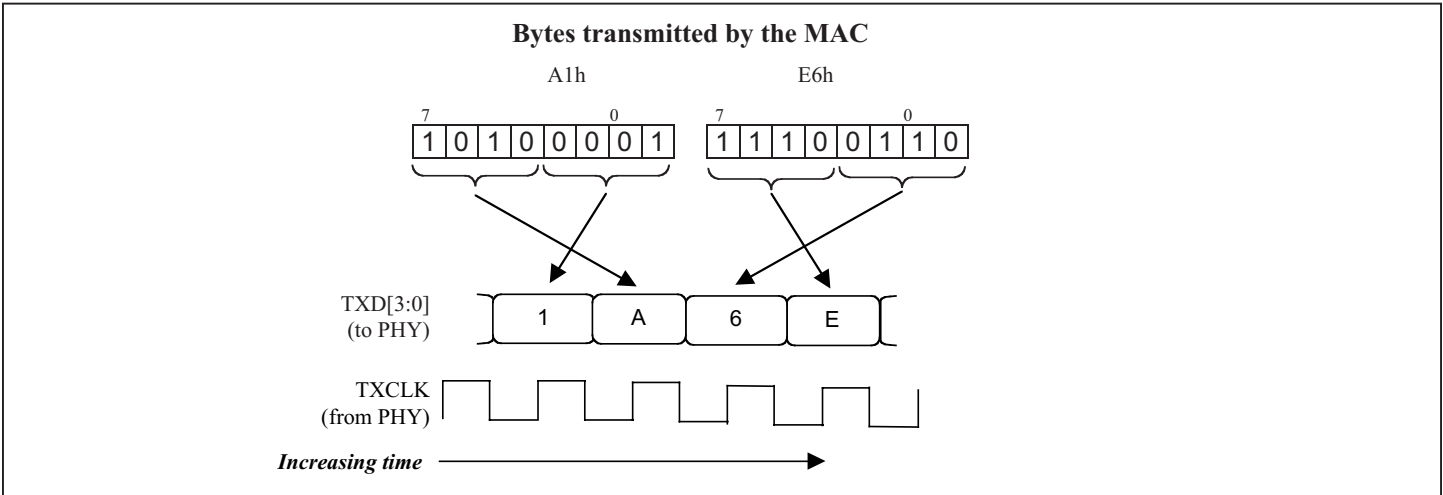 Bytes transmitted by the MAC
A1h E6h
7 0 7 0
1 0 1 0 0 0 0 1 1 1 1 0 0 1 1 0
TXD[3:0]
(to PHY)
1 A 6 E
TXCLK
(from PHY)
Increasing time